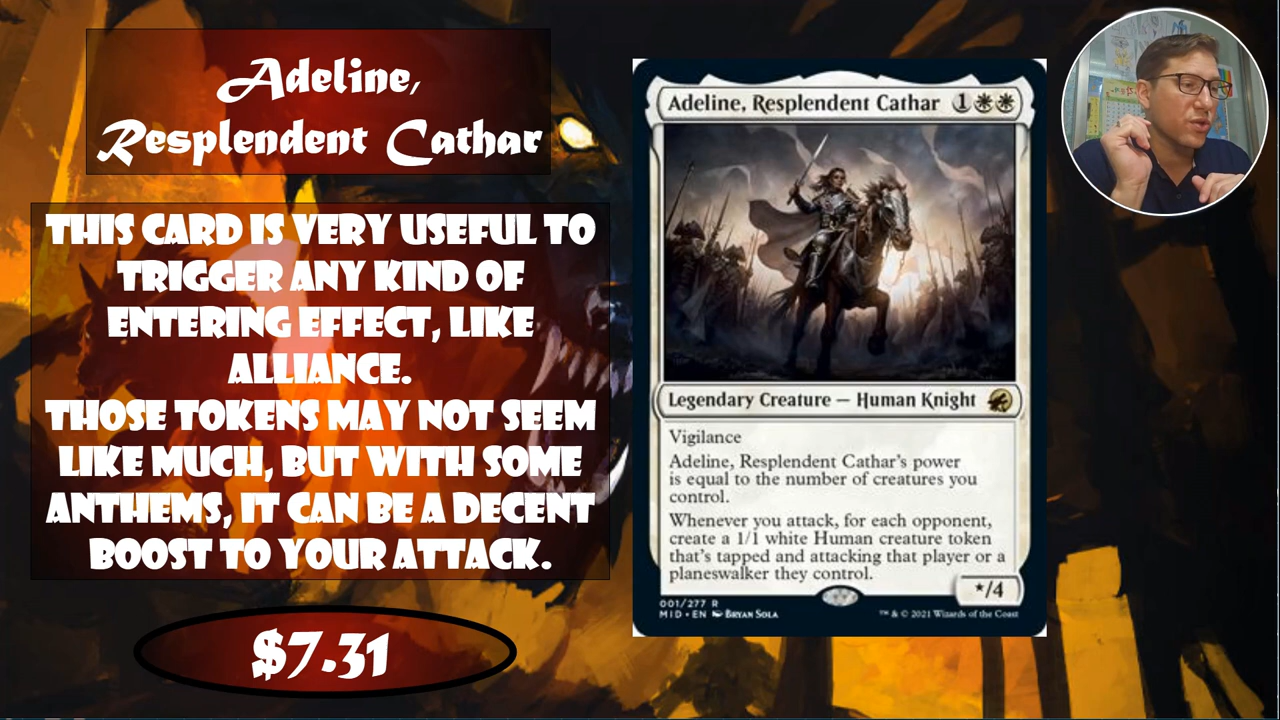 Adeline,
Resplendent Cathar
THIS CARD IS VERY USEFUL TO
TRIGGER ANY KIND OF
ENTERING EFFECT, LIKE
ALLIANCE.
THOSE TOKENS MAY NOT SEEM
LIKE MUCH, BUT WITH SOME
ANTHEMS, IT CAN BE A DECENT
BOOST TO YOUR ATTACK.
$7.31
Adeline, Resplendent Cathar 1
Legendary Creature — Human Knight
Vigilance
Adeline, Resplendent Cathar's power
is equal to the number of creatures you
control.
Whenever you attack, for each opponent,
create a 1/1 white Human creature token
that's tapped and attacking that player or a
planeswalker they control.
*/4
001/277 R
MID • EN BRYAN SOLA
™ & © 2021 Wizards of the Coast